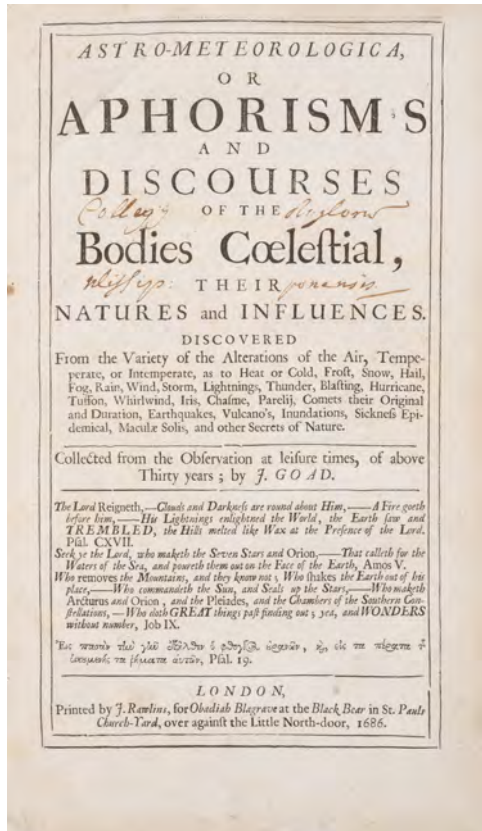 ASTRO-METEOROLOGICA,
OR
APHORISMS
AND
DISCOURSES
OF THE
Bodies Cœleſtial,
THEIR
NATURES and INFLUENCES.
DISCOVERED
From the Variety of the Alterations of the Air, Tempe-
perate, or Intemperate, as to Heat or Cold, Froſt, Snow, Hail,
Fog, Rain, Wind, Storm, Lightnings, Thunder, Blaſting, Hurricane,
Tuffon, Whirlwind, Iris, Chaſme, Parelij, Comets their Original
and Duration, Earthquakes, Vulcano's, Inundations, Sickneſs Epi-
demical, Maculæ Solis, and other Secrets of Nature.
Collected from the Obſervation at leiſure times, of above
Thirty years; by J. GOAD.
The Lord Reigneth,—Clouds and Darkneſs are round about Him,—A Fire goeth
before him,—His Lightnings enlightned the World, the Earth ſaw and
TREMBLED, the Hills melted like Wax at the Preſence of the Lord.
Pſal. CXVII.
Seek ye the Lord, who maketh the Seven Stars and Orion,—That calleth for the
Waters of the Sea, and poureth them out on the Face of the Earth, Amos V.
Who removes the Mountains, and they know not; Who ſhakes the Earth out of his
place,—Who commandeth the Sun, and Seals up the Stars,—Who maketh
Arcturus and Orion, and the Pleiades, and the Chambers of the Southern Con-
ſtellations,—Who doth GREAT things paſt finding out; yea, and WONDERS
without number, Job IX.
Pſal. 19.
LONDON,
Printed by J. Rawlins, for Obadiah Blagrave at the Black Bear in St. Pauls
Church-Yard, over againſt the Little North-door, 1686.